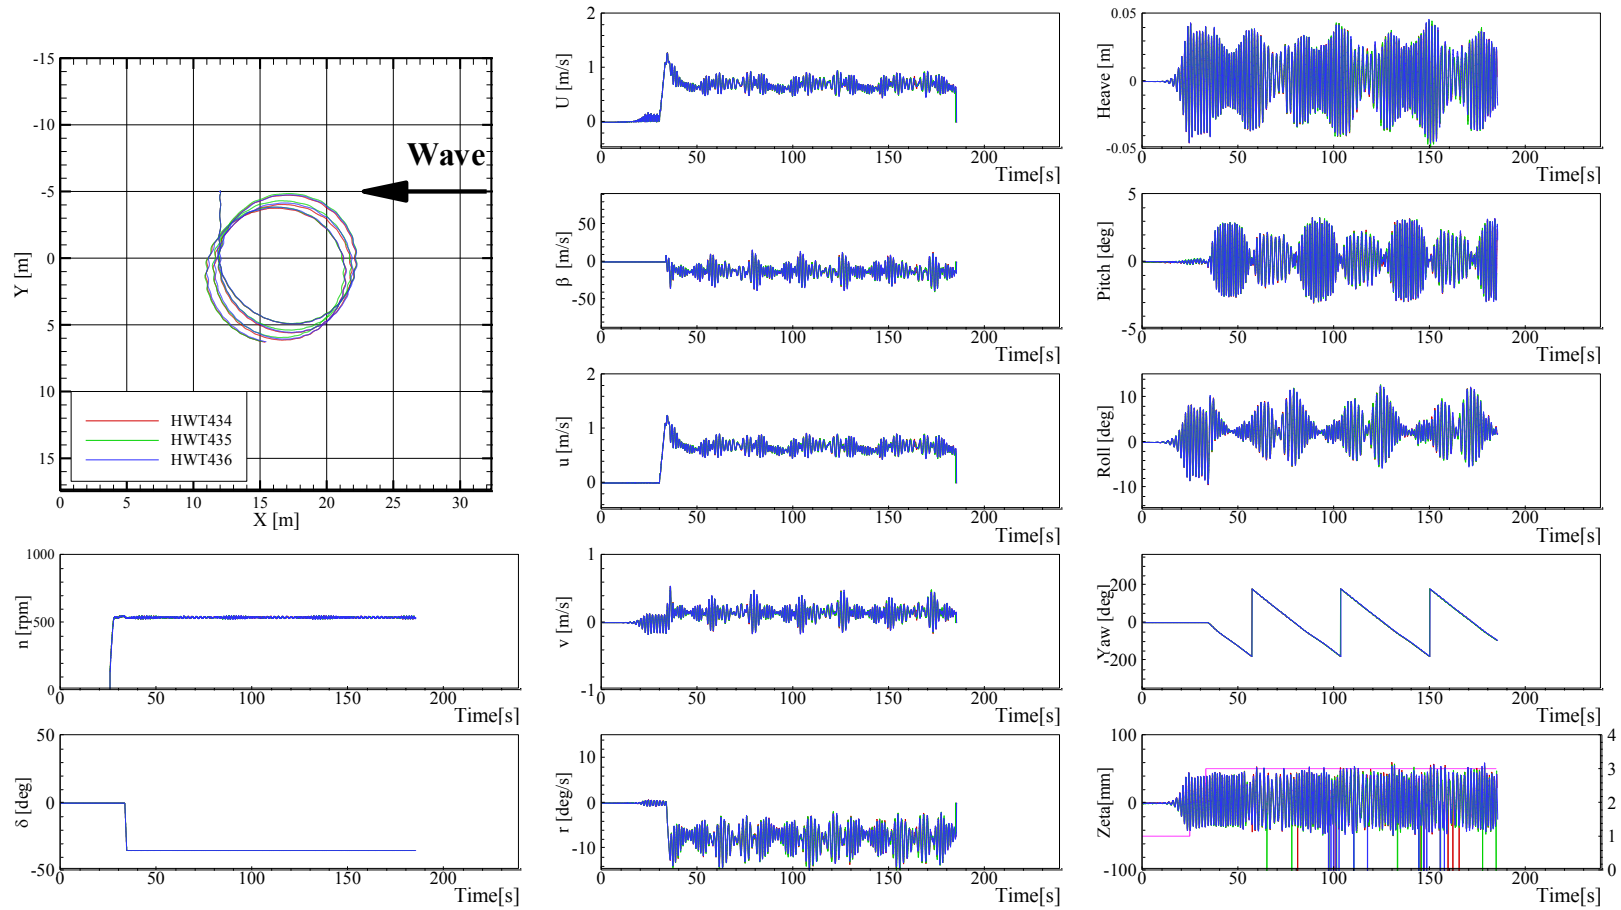 -15
-10
-5
0
5
10
15
Y [m]
Wave
HWT434
HWT435
HWT436
0 5 10 15 20 25 30
X [m]
2
1
0
U [m/s]
0 50 100 150 200
Time[s]
0.05
0
-0.05
Heave [m]
0 50 100 150 200
Time[s]
50
0
-50
β [m/s]
0 50 100 150 200
Time[s]
5
0
-5
Pitch [deg]
0 50 100 150 200
Time[s]
2
1
0
u [m/s]
0 50 100 150 200
Time[s]
10
0
-10
Roll [deg]
0 50 100 150 200
Time[s]
1000
500
0
n [rpm]
0 50 100 150 200
Time[s]
1
0
-1
v [m/s]
0 50 100 150 200
Time[s]
200
0
-200
Yaw [deg]
0 50 100 150 200
Time[s]
50
0
-50
δ [deg]
0 50 100 150 200
Time[s]
10
0
-10
r [deg/s]
0 50 100 150 200
Time[s]
100
0
-100
Zeta[mm]
4
3
2
1
0
0 50 100 150 200
Time[s]